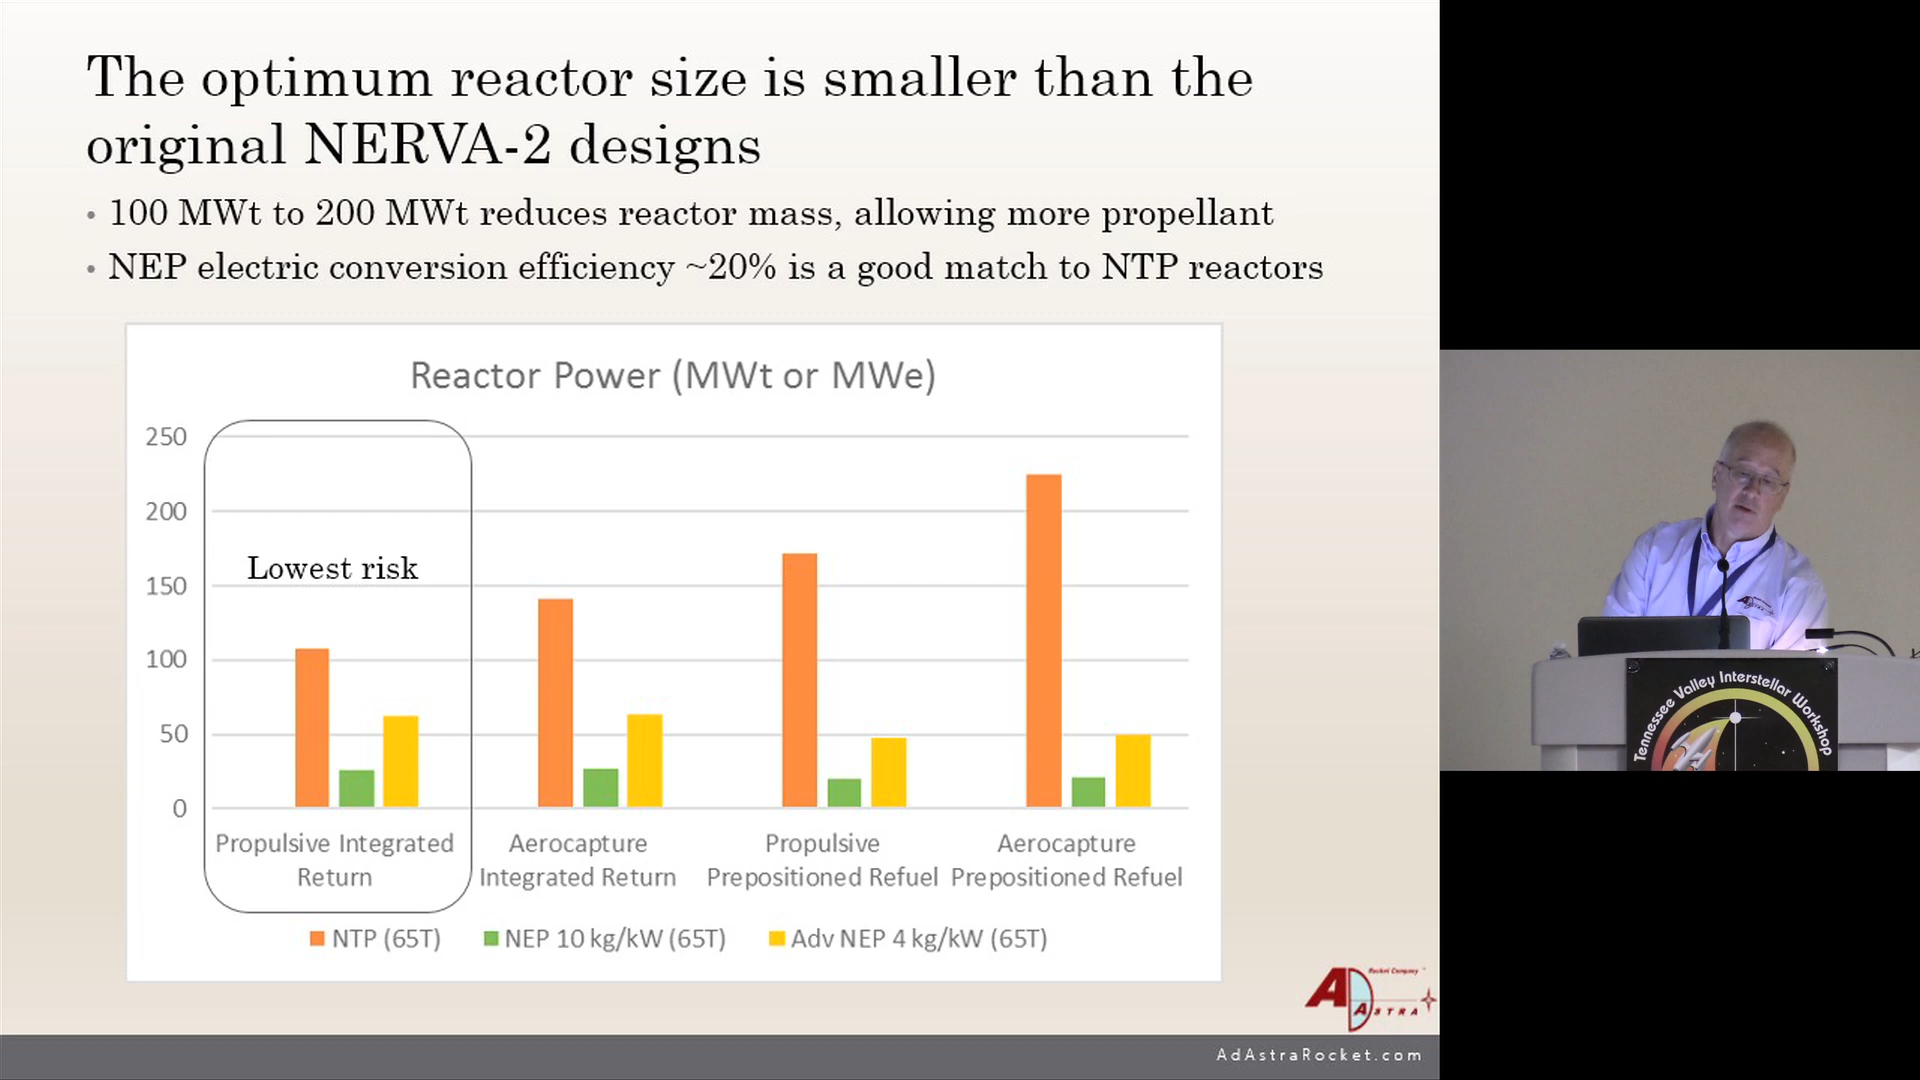 The optimum reactor size is smaller than the
original NERVA-2 designs
• 100 MWt to 200 MWt reduces reactor mass, allowing more propellant
• NEP electric conversion efficiency ~20% is a good match to NTP reactors
Reactor Power (MWt or MWe)
250
200
150
100
50
0
Lowest risk
Propulsive Integrated
Return
Aerocapture
Integrated Return
Propulsive
Prepositioned Refuel
Aerocapture
Prepositioned Refuel
NTP (65T)
NEP 10 kg/kW (65T)
Adv NEP 4 kg/kW (65T)
AD ASTRA
Rocket Company
AdAstraRocket.com
Tennessee Valley Interstellar Workshop